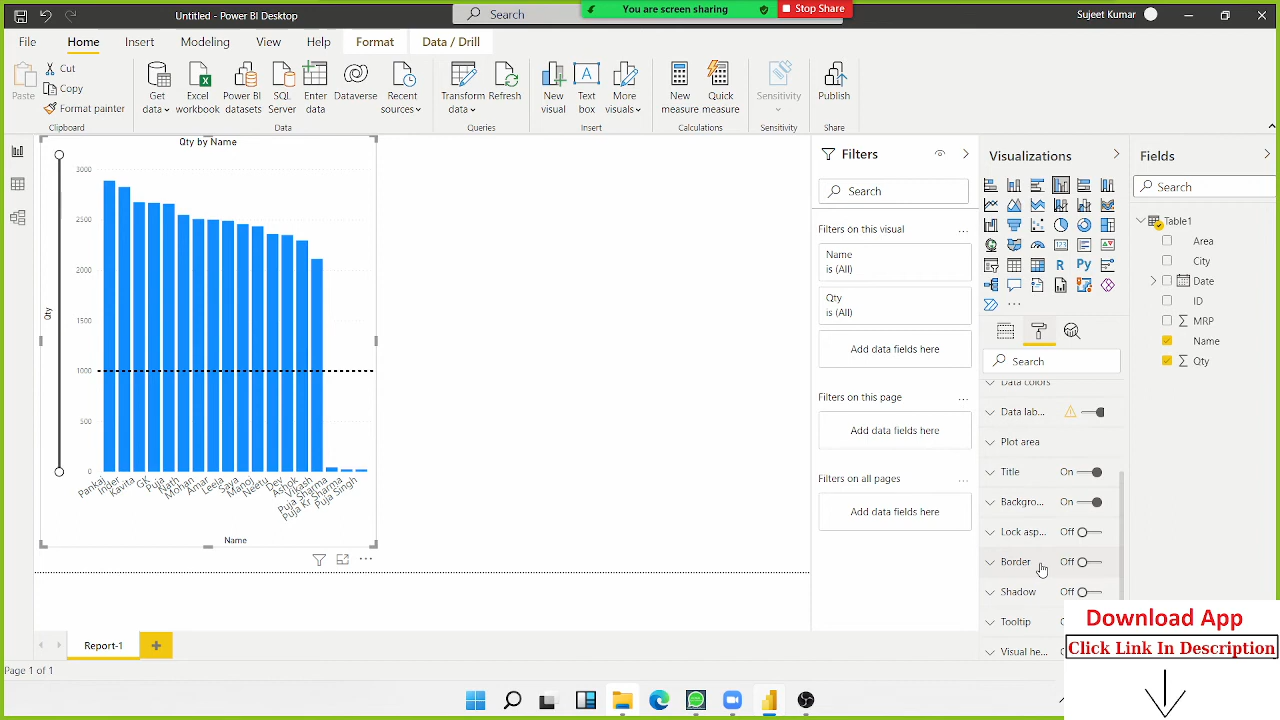 Untitled - Power BI Desktop
Search
You are screen sharing
Stop Share
Sujeet Kumar
File
Home
Insert
Modeling
View
Help
Format
Data / Drill
Paste
Cut
Copy
Format painter
Get data
Excel workbook
Power BI datasets
SQL Server
Enter data
Dataverse
Recent sources
Transform data
Refresh
New visual
Text box
More visuals
New measure
Quick measure
Sensitivity
Publish
Clipboard
Data
Queries
Insert
Calculations
Sensitivity
Share
Qty by Name
3000
2500
2000
1500
1000
500
0
Qty
Pankaj
Inder
Kavita
GK
Puja
Nath
Mohan
Amar
Leela
Saya
Manoj
Neetu
Dev
Ashok
Vikash
Puja Sharma
Puja Kr Sharma
Puja Singh
Name
Filters
Search
Filters on this visual
...
Name
is (All)
Qty
is (All)
Add data fields here
Filters on this page
...
Add data fields here
Filters on all pages
...
Add data fields here
Visualizations
R
Py
123
...
Search
Data colors
Data lab...
Plot area
Title
On
Backgro...
On
Lock asp...
Off
Border
Off
Shadow
Off
Tooltip
Visual he...
Fields
Search
Table1
Area
City
Date
ID
MRP
Name
Qty
Report-1
Page 1 of 1
Download App
Click Link In Description